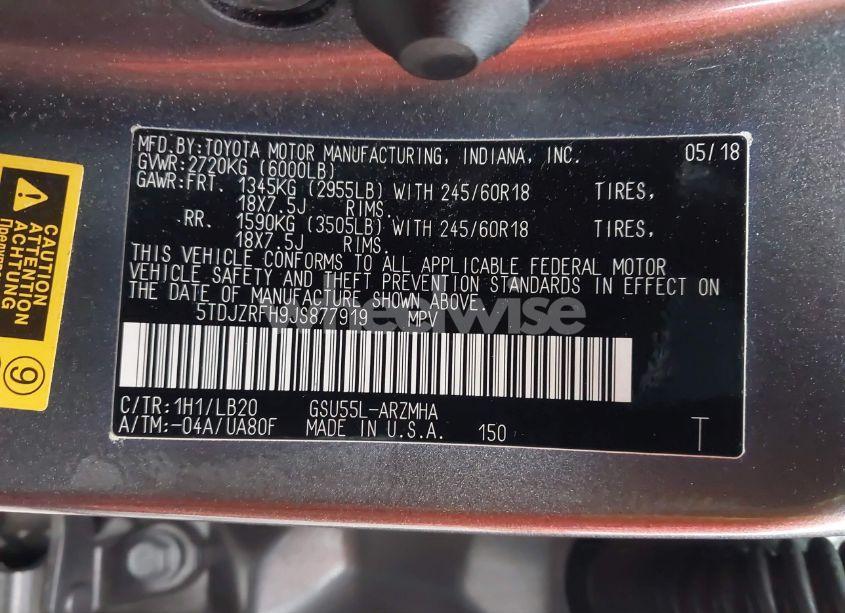 MFD.BY:TOYOTA MOTOR MANUFACTURING, INDIANA, INC. 05/18
GVWR:2720KG (6000LB)
GAWR:FRT. 1345KG (2955LB) WITH 245/60R18 TIRES,
18X7.5J RIMS
RR. 1590KG (3505LB) WITH 245/60R18 TIRES,
18X7.5J RIMS
THIS VEHICLE CONFORMS TO ALL APPLICABLE FEDERAL MOTOR
VEHICLE SAFETY AND THEFT PREVENTION STANDARDS IN EFFECT ON
THE DATE OF MANUFACTURE SHOWN ABOVE.
5TDJZRFH9JS877919 MPV
C/TR:1H1/LB20 GSU55L-ARZMHA
A/TM:-04A/UA80F MADE IN U.S.A. 150 T
CAUTION
ATTENTION
ACHTUNG
9